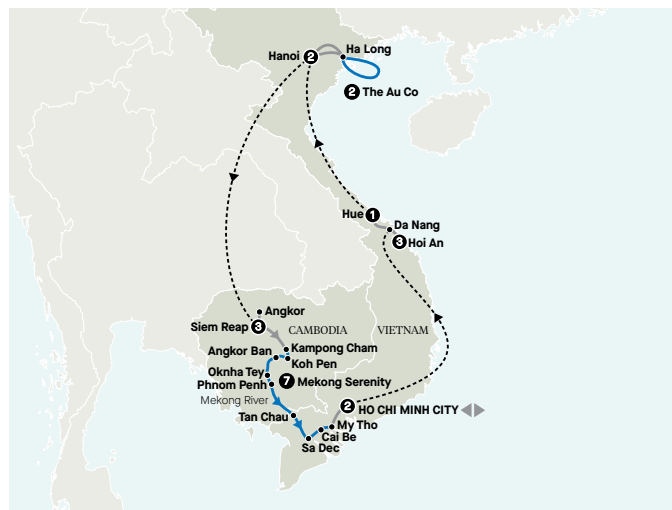 Hanoi 2
Ha Long
2 The Au Co
Hue 1
Da Nang
3 Hoi An
Angkor
Siem Reap 3
CAMBODIA
VIETNAM
Angkor Ban
Kampong Cham
Koh Pen
Oknha Tey
Phnom Penh
7 Mekong Serenity
Mekong River
2 HO CHI MINH CITY
Tan Chau
My Tho
Cai Be
Sa Dec